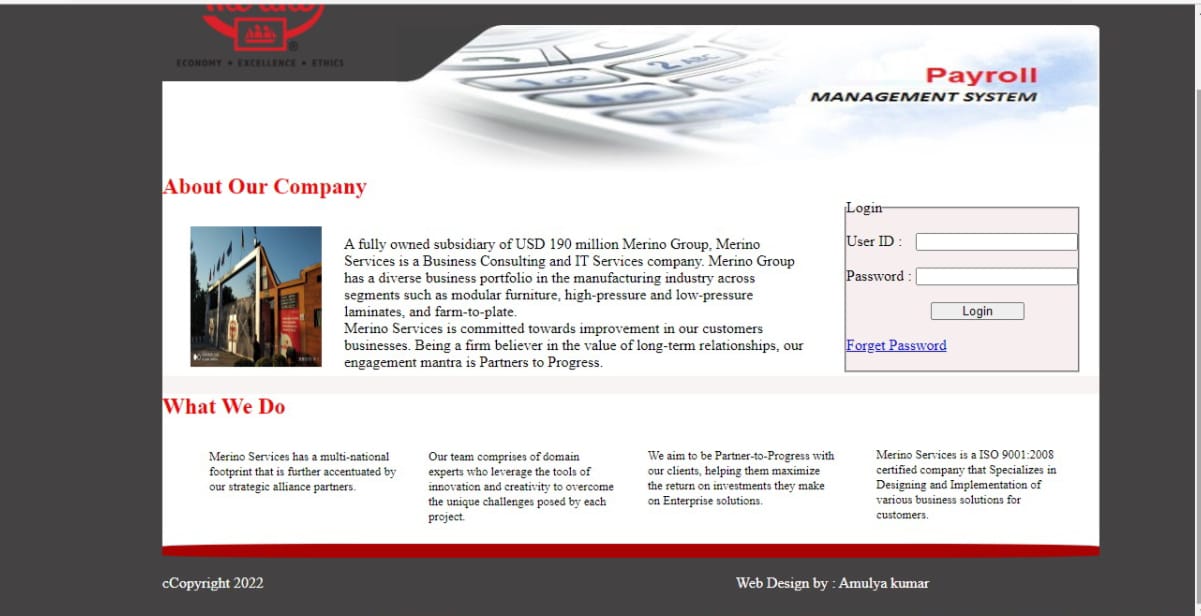 ECONOMY • EXCELLENCE • ETHICS
Payroll
MANAGEMENT SYSTEM
About Our Company
A fully owned subsidiary of USD 190 million Merino Group, Merino
Services is a Business Consulting and IT Services company. Merino Group
has a diverse business portfolio in the manufacturing industry across
segments such as modular furniture, high-pressure and low-pressure
laminates, and farm-to-plate.
Merino Services is committed towards improvement in our customers
businesses. Being a firm believer in the value of long-term relationships, our
engagement mantra is Partners to Progress.
Login
User ID :
Password :
Login
Forget Password
What We Do
Merino Services has a multi-national
footprint that is further accentuated by
our strategic alliance partners.
Our team comprises of domain
experts who leverage the tools of
innovation and creativity to overcome
the unique challenges posed by each
project.
We aim to be Partner-to-Progress with
our clients, helping them maximize
the return on investments they make
on Enterprise solutions.
Merino Services is a ISO 9001:2008
certified company that Specializes in
Designing and Implementation of
various business solutions for
customers.
cCopyright 2022
Web Design by : Amulya kumar